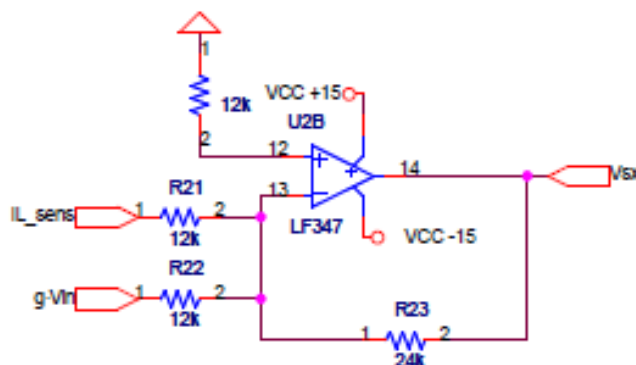 1
12k
2
VCC +15
U2B
12
14
13
LF347
VCC -15
Vsx
R21
IL_sens
1
2
12k
R22
g·Vin
1
2
12k
R23
1
2
24k